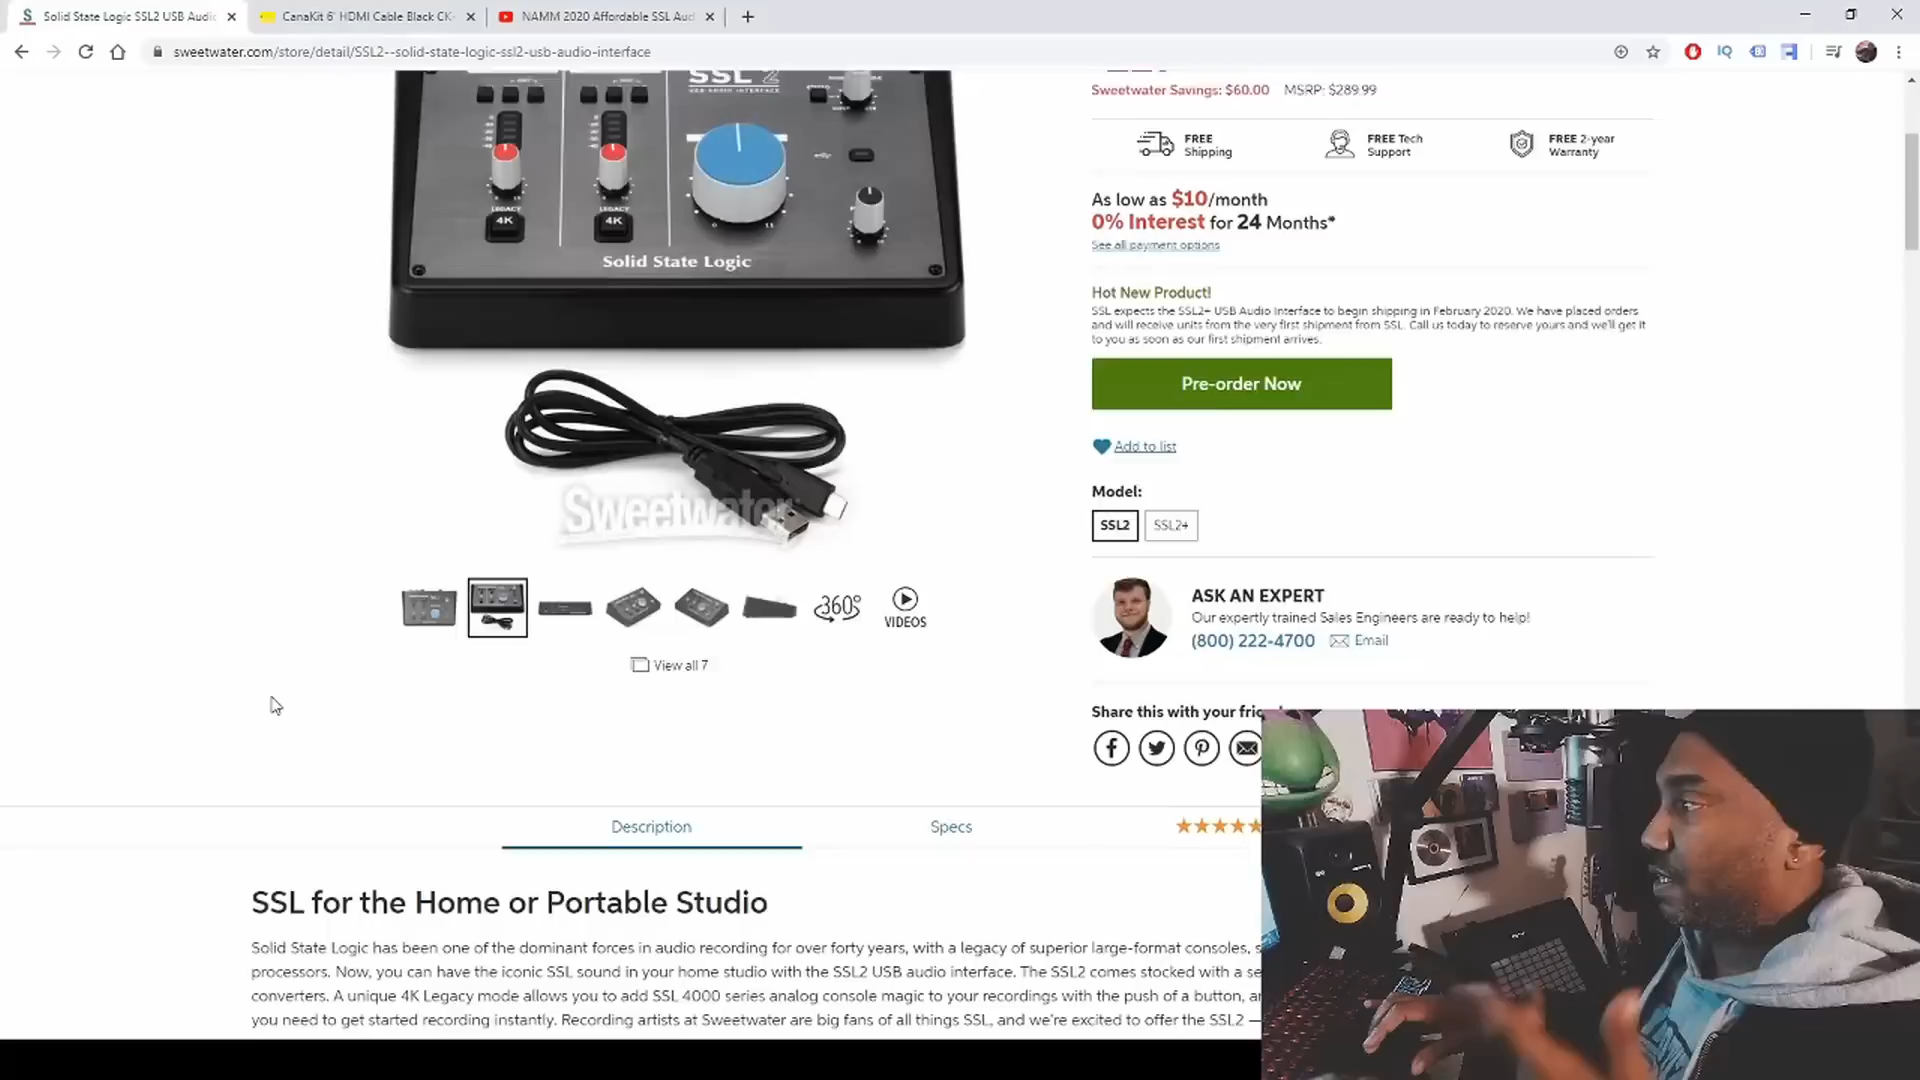 Solid State Logic SSL2 USB Audio
CanaKit 6' HDMI Cable Black CK-
NAMM 2020 Affordable SSL Aud
sweetwater.com/store/detail/SSL2--solid-state-logic-ssl2-usb-audio-interface
Sweetwater Savings: $60.00 MSRP: $289.99
SSL 2
USB AUDIO INTERFACE
FREE
Shipping
FREE Tech
Support
FREE 2-year
Warranty
As low as $10/month
0% Interest for 24 Months*
See all payment options
LEGACY
4K
LEGACY
4K
0 11
Solid State Logic
Hot New Product!
SSL expects the SSL2+ USB Audio Interface to begin shipping in February 2020. We have placed orders
and will receive units from the very first shipment from SSL. Call us today to reserve yours and we'll get it
to you as soon as our first shipment arrives.
Pre-order Now
Add to list
Model:
SSL2 SSL2+
Sweetwater
ASK AN EXPERT
Our expertly trained Sales Engineers are ready to help!
(800) 222-4700 Email
360°
VIDEOS
View all 7
Share this with your
Description Specs
SSL for the Home or Portable Studio
Solid State Logic has been one of the dominant forces in audio recording for over forty years, with a legacy of superior large-format consoles,
processors. Now, you can have the iconic SSL sound in your home studio with the SSL2 USB audio interface. The SSL2 comes stocked with a
converters. A unique 4K Legacy mode allows you to add SSL 4000 series analog console magic to your recordings with the push of a button,
you need to get started recording instantly. Recording artists at Sweetwater are big fans of all things SSL, and we're excited to offer the SSL2 —